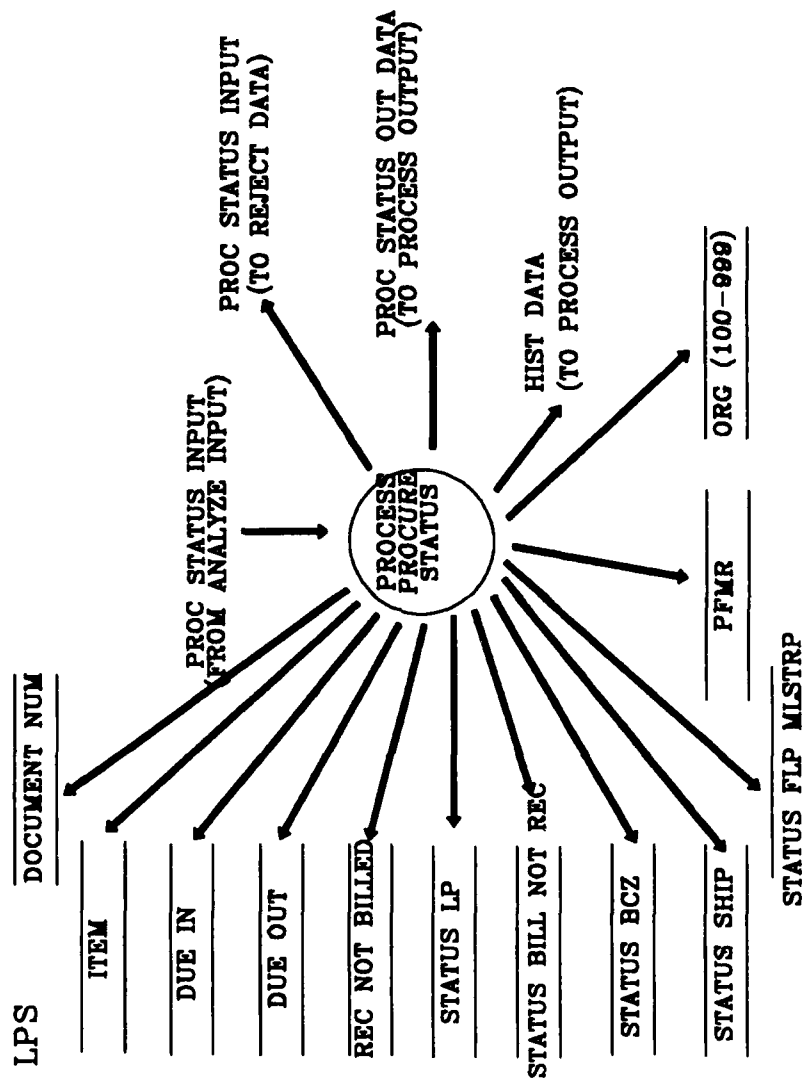 LPS
DOCUMENT NUM
ITEM
DUE IN
DUE OUT
REC NOT BILLED
STATUS LP
STATUS BILL NOT REC
STATUS BCZ
STATUS SHIP
STATUS FLP MLSTRP
PFMR
ORG (100-999)
PROC STATUS INPUT
(FROM ANALYZE INPUT)
PROCESS
PROCURE
STATUS
PROC STATUS INPUT
(TO REJECT DATA)
PROC STATUS OUT DATA
(TO PROCESS OUTPUT)
HIST DATA
(TO PROCESS OUTPUT)